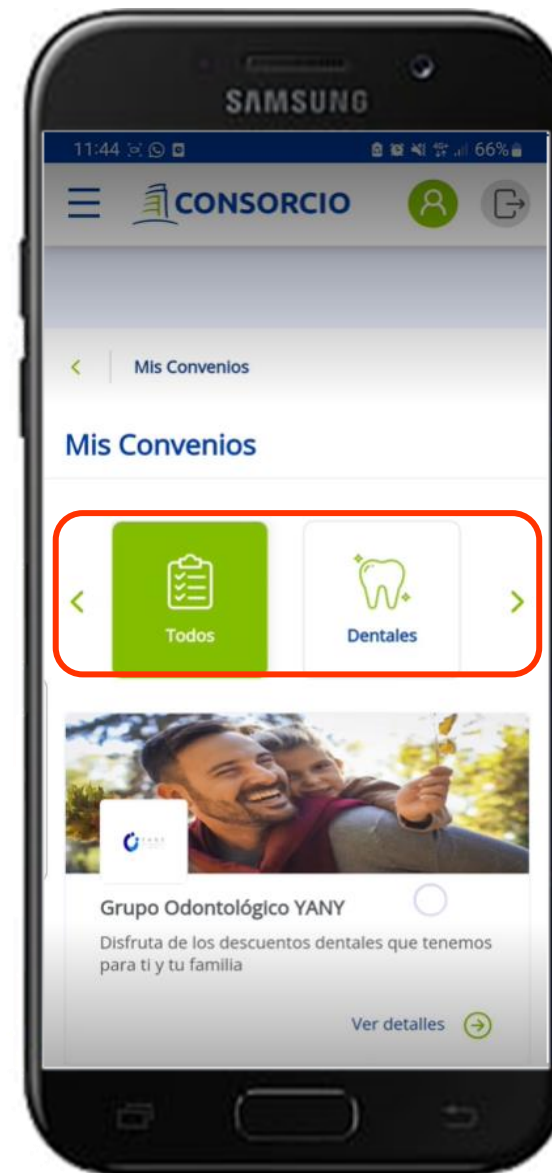 SAMSUNG
11:44 66%
CONSORCIO
Mis Convenios
Mis Convenios
Todos
Dentales
Grupo Odontológico YANY
Disfruta de los descuentos dentales que tenemos
para ti y tu familia
Ver detalles